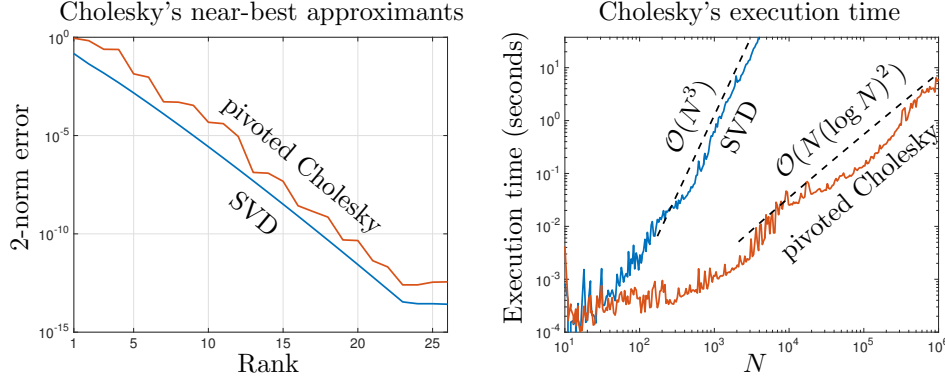 Cholesky's near-best approximants
10^0
10^-5
10^-10
10^-15
2-norm error
pivoted Cholesky
SVD
1 5 10 15 20 25
Rank
Cholesky's execution time
10^1
10^0
10^-1
10^-2
10^-3
10^-4
Execution time (seconds)
O(N^3)
SVD
O(N(log N)^2)
pivoted Cholesky
10^1 10^2 10^3 10^4 10^5 10^6
N